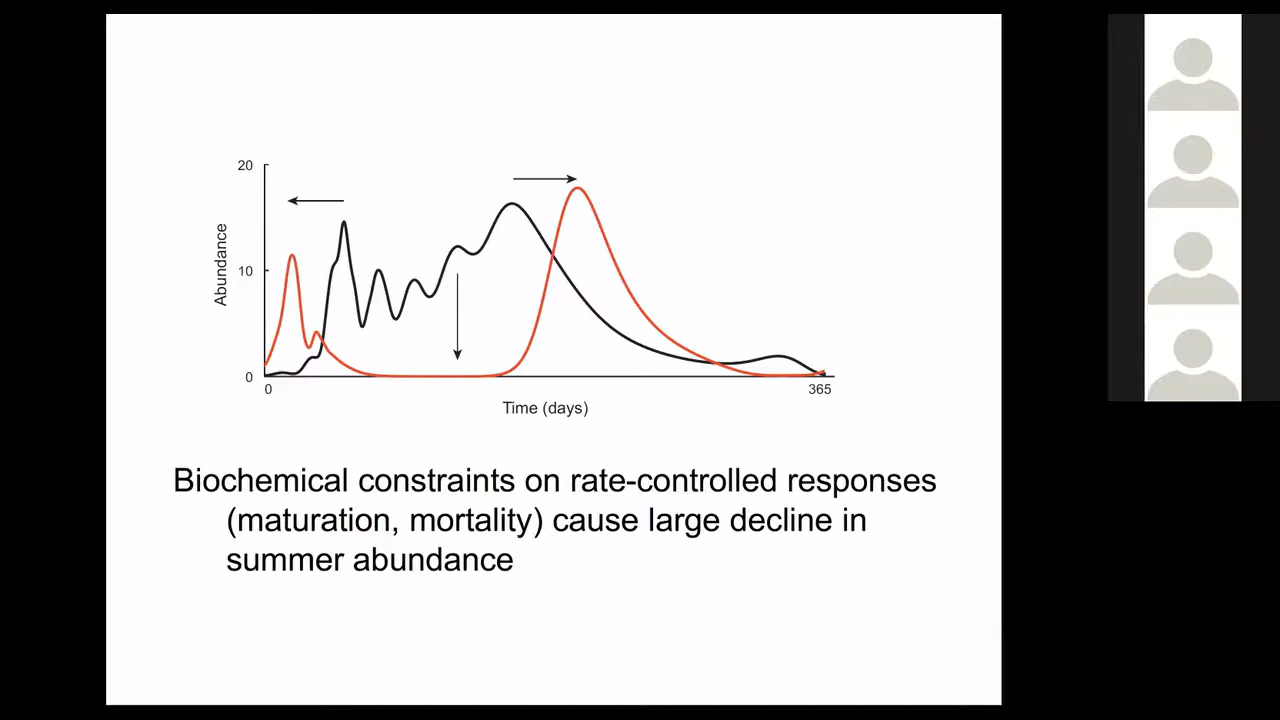 20
10
0
Abundance
0
365
Time (days)
Biochemical constraints on rate-controlled responses
(maturation, mortality) cause large decline in
summer abundance